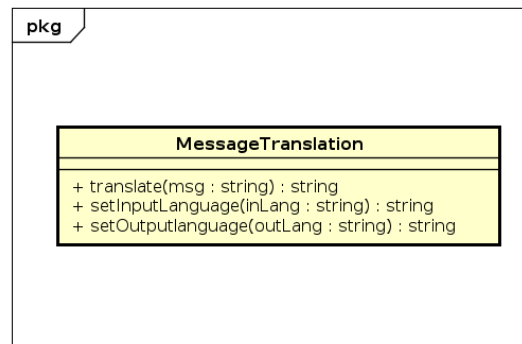 pkg
MessageTranslation
+ translate(msg : string) : string
+ setInputLanguage(inLang : string) : string
+ setOutputlanguage(outLang : string) : string